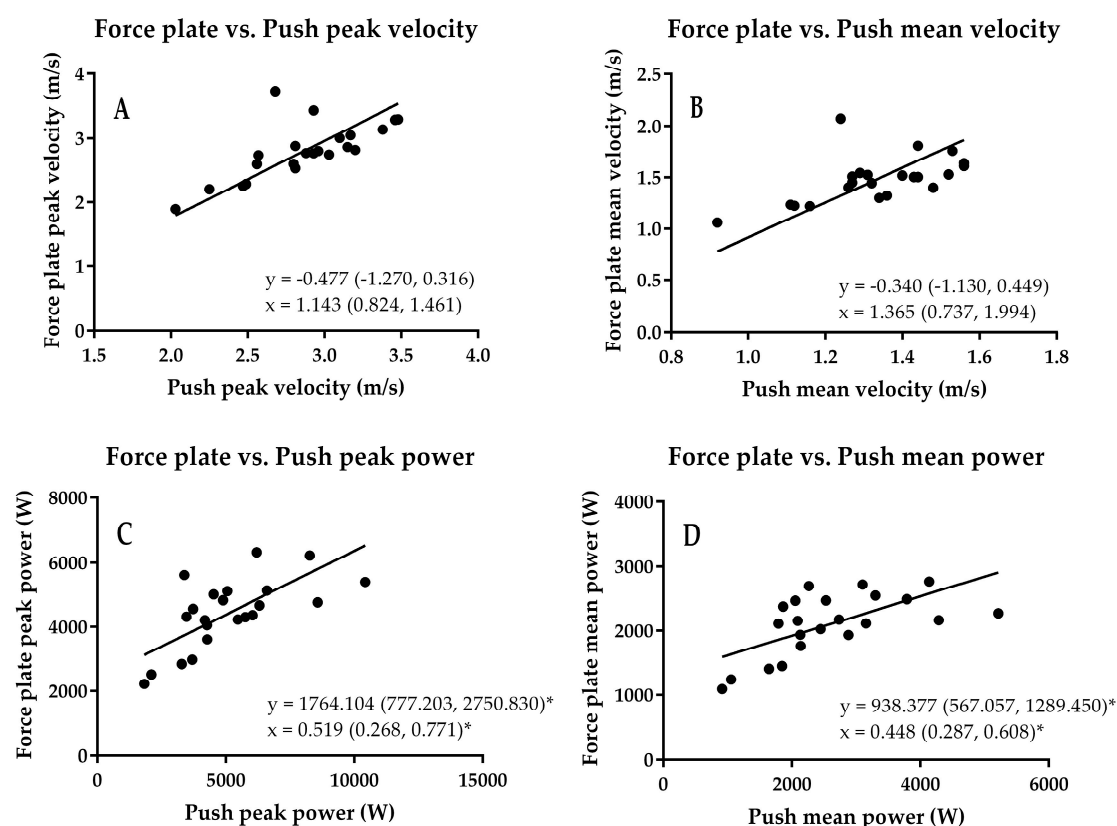 Force plate vs. Push peak velocity
Force plate peak velocity (m/s)
4
3
2
1
0
A
y = -0.477 (-1.270, 0.316)
x = 1.143 (0.824, 1.461)
1.5 2.0 2.5 3.0 3.5 4.0
Push peak velocity (m/s)
Force plate vs. Push mean velocity
Force plate mean velocity (m/s)
2.5
2.0
1.5
1.0
0.5
0.0
B
y = -0.340 (-1.130, 0.449)
x = 1.365 (0.737, 1.994)
0.8 1.0 1.2 1.4 1.6 1.8
Push mean velocity (m/s)
Force plate vs. Push peak power
Force plate peak power (W)
8000
6000
4000
2000
0
C
y = 1764.104 (777.203, 2750.830)*
x = 0.519 (0.268, 0.771)*
0 5000 10000 15000
Push peak power (W)
Force plate vs. Push mean power
Force plate mean power (W)
4000
3000
2000
1000
0
D
y = 938.377 (567.057, 1289.450)*
x = 0.448 (0.287, 0.608)*
0 2000 4000 6000
Push mean power (W)